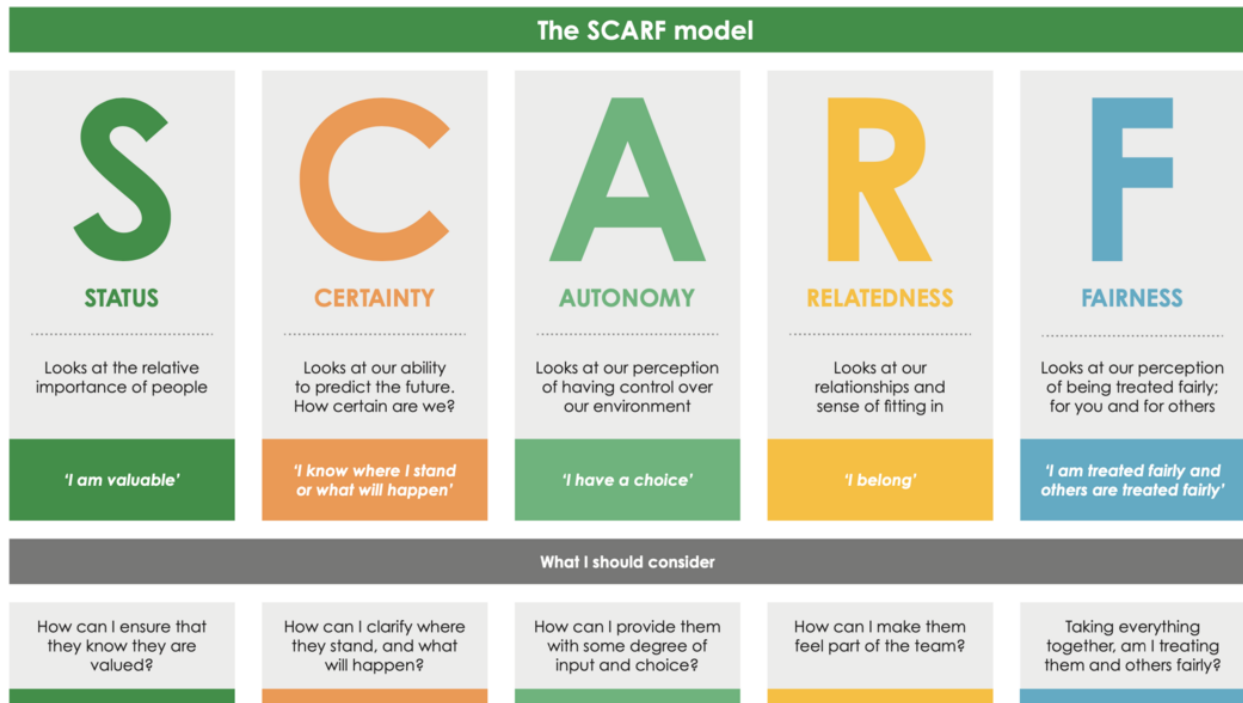 The SCARF model
S
STATUS
Looks at the relative
importance of people
'I am valuable'
C
CERTAINTY
Looks at our ability
to predict the future.
How certain are we?
'I know where I stand
or what will happen'
A
AUTONOMY
Looks at our perception
of having control over
our environment
'I have a choice'
R
RELATEDNESS
Looks at our
relationships and
sense of fitting in
'I belong'
F
FAIRNESS
Looks at our perception
of being treated fairly;
for you and for others
'I am treated fairly and
others are treated fairly'
What I should consider
How can I ensure that
they know they are
valued?
How can I clarify where
they stand, and what
will happen?
How can I provide them
with some degree of
input and choice?
How can I make them
feel part of the team?
Taking everything
together, am I treating
them and others fairly?